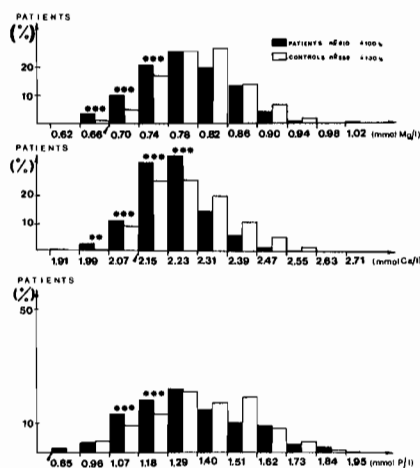 PATIENTS
(%)
PATIENTS
CONTROLS
20
10
0.62 0.66 0.70 0.74 0.78 0.82 0.86 0.90 0.94 0.98 1.02 (mmol Mg/l)
PATIENTS
(%)
20
10
1.91 1.99 2.07 2.15 2.23 2.31 2.39 2.47 2.55 2.63 2.71 (mmol Ca/l)
PATIENTS
(%)
50
10
0.85 0.96 1.07 1.18 1.29 1.40 1.51 1.62 1.73 1.84 1.95 (mmol P/l)